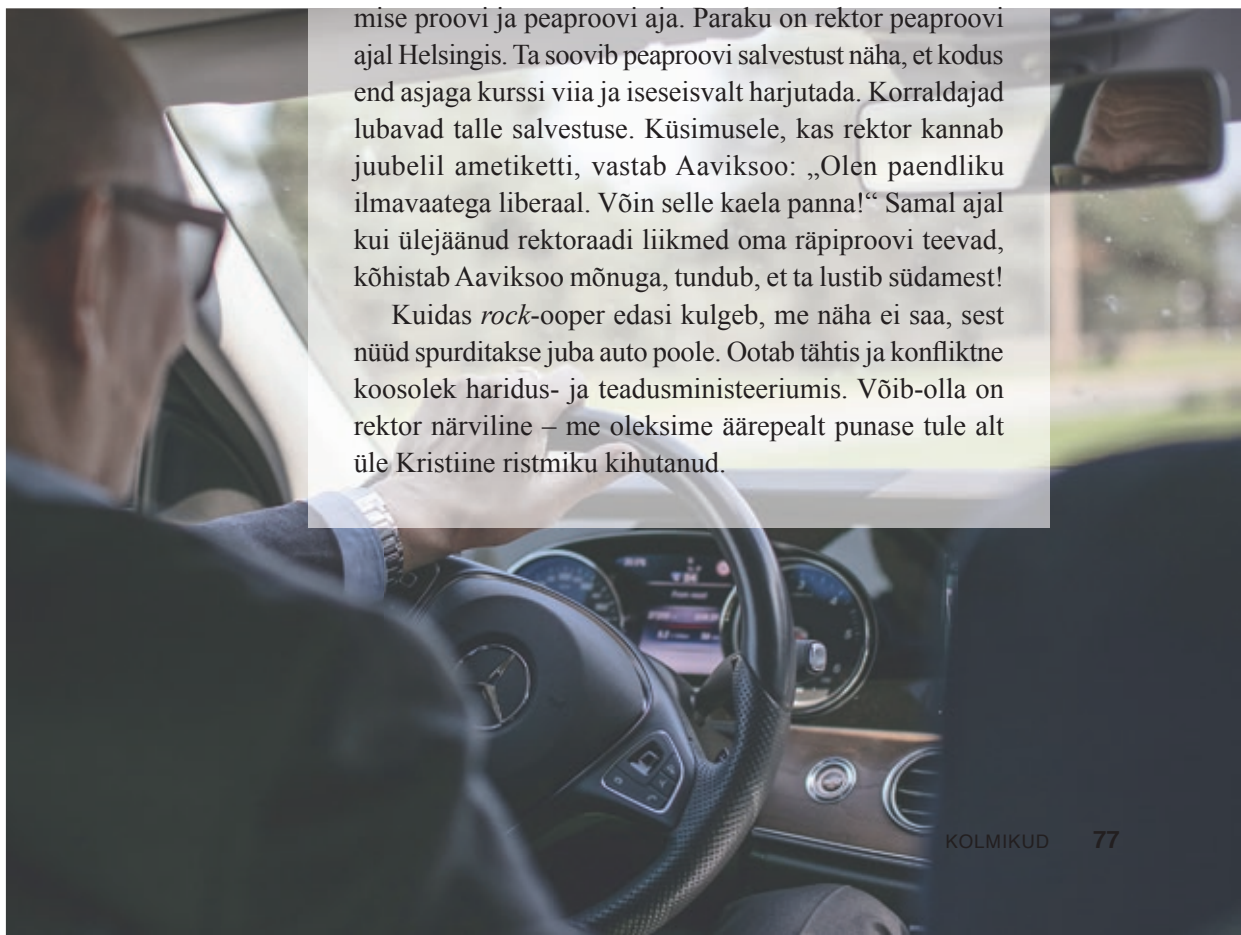 mise proovi ja peaproovi aja. Paraku on rektor peaproovi
ajal Helsingis. Ta soovib peaproovi salvestust näha, et kodus
end asjaga kurssi viia ja iseseisvalt harjutada. Korraldajad
lubavad talle salvestuse. Küsimusele, kas rektor kannab
juubelil ametiketti, vastab Aaviksoo: „Olen paendliku
ilmavaatega liberaal. Võin selle kaela panna!“ Samal ajal
kui ülejäänud rektoraadi liikmed oma räpiproovi teevad,
kõhistab Aaviksoo mõnuga, tundub, et ta lustib südamest!
Kuidas rock-ooper edasi kulgeb, me näha ei saa, sest
nüüd spurditakse juba auto poole. Ootab tähtis ja konfliktne
koosolek haridus- ja teadusministeeriumis. Võib-olla on
rektor närviline – me oleksime äärepealt punase tule alt
üle Kristiine ristmiku kihutanud.
KOLMIKUD 77